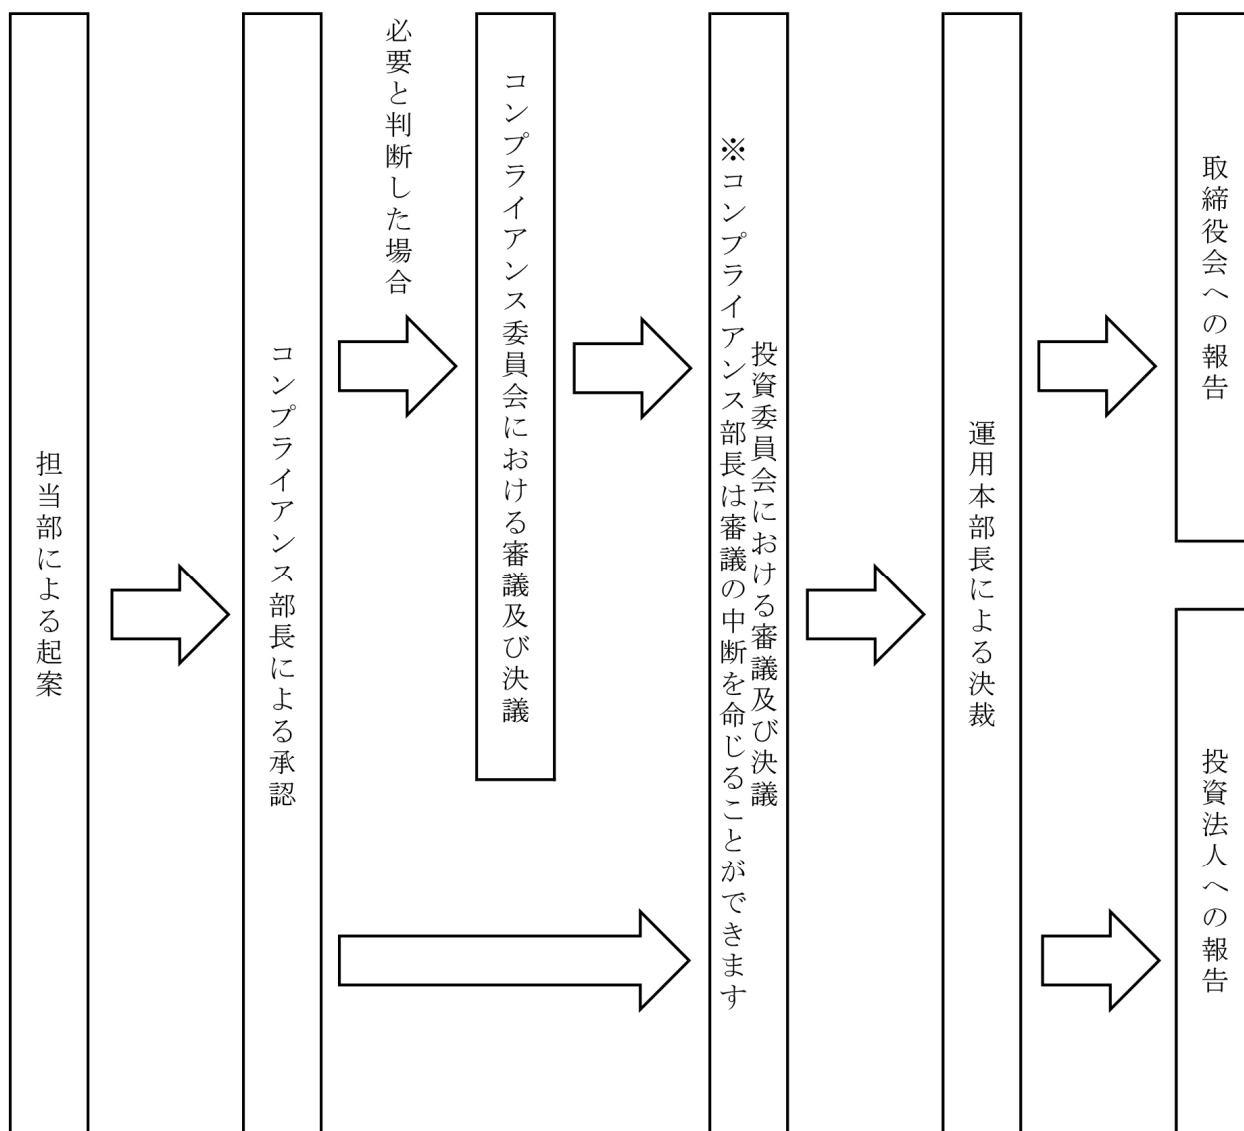 担当部による起案
コンプライアンス部長による承認
必要と判断した場合
コンプライアンス委員会における審議及び決議
投資委員会における審議及び決議
※コンプライアンス部長は審議の中断を命じることができます
運用本部長による決裁
取締役会への報告
投資法人への報告